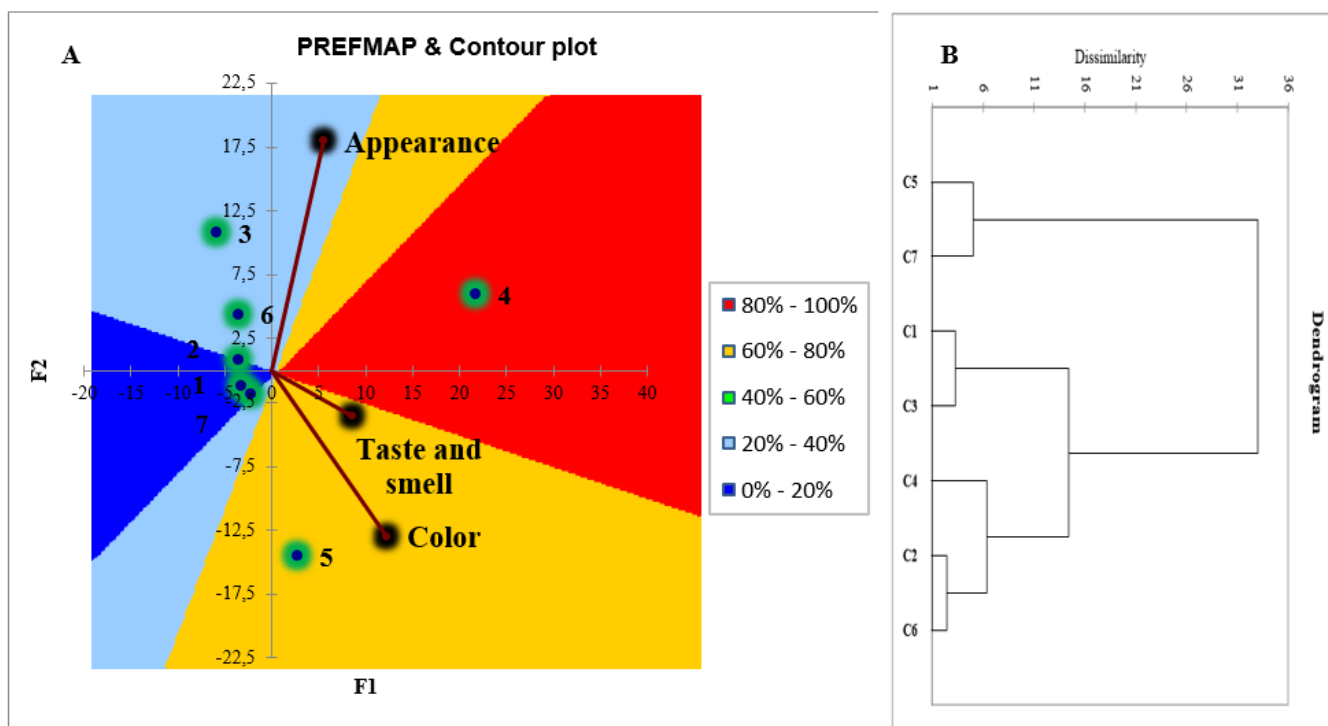 A
PREFMAP & Contour plot
22,5
17,5
12,5
7,5
2,5
-2,5
-7,5
-12,5
-17,5
-22,5
-20
-15
-10
-5
0
5
10
15
20
25
30
35
40
Appearance
3
6
4
2
1
7
Taste and
smell
Color
5
F2
F1
80% - 100%
60% - 80%
40% - 60%
20% - 40%
0% - 20%
B
Dissimilarity
1
6
11
16
21
26
31
36
C5
C7
C1
C3
C4
C2
C6
Dendrogram